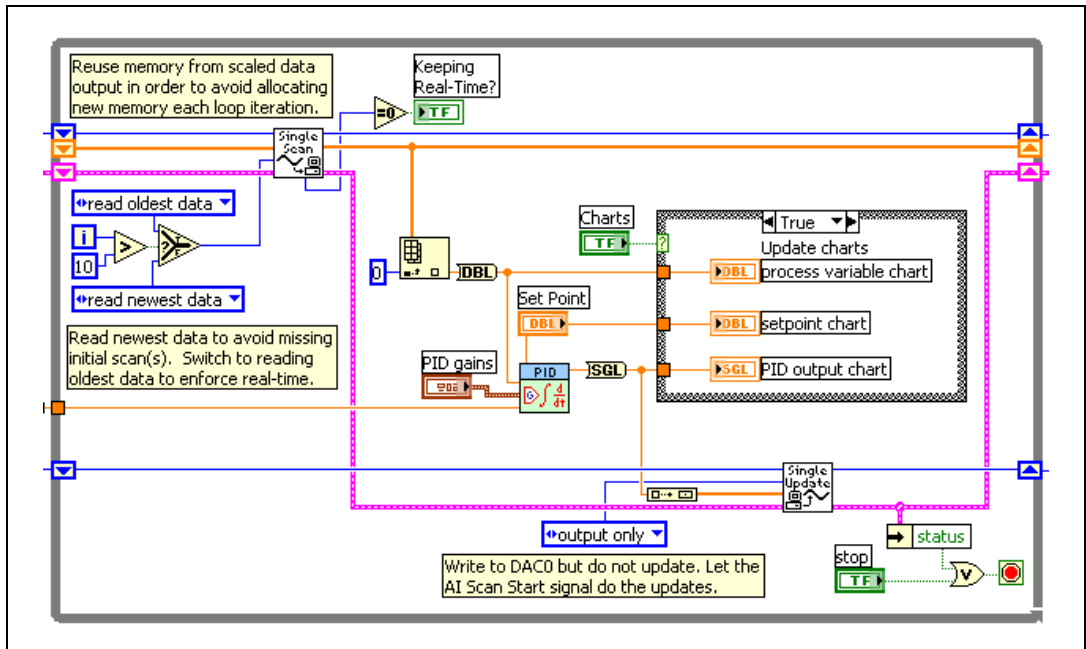 Reuse memory from scaled data
output in order to avoid allocating
new memory each loop iteration.
Keeping
Real-Time?
=0
TF
Single
Scan
read oldest data
i
>
10
?
read newest data
Read newest data to avoid missing
initial scan(s). Switch to reading
oldest data to enforce real-time.
0
DBL
Charts
TF
?
True
Update charts
DBL
process variable chart
Set Point
DBL
DBL
setpoint chart
PID gains
PID
G
∫ d/dt
SGL
SGL
PID output chart
Single
Update
output only
Write to DAC0 but do not update. Let the
AI Scan Start signal do the updates.
status
stop
TF
V